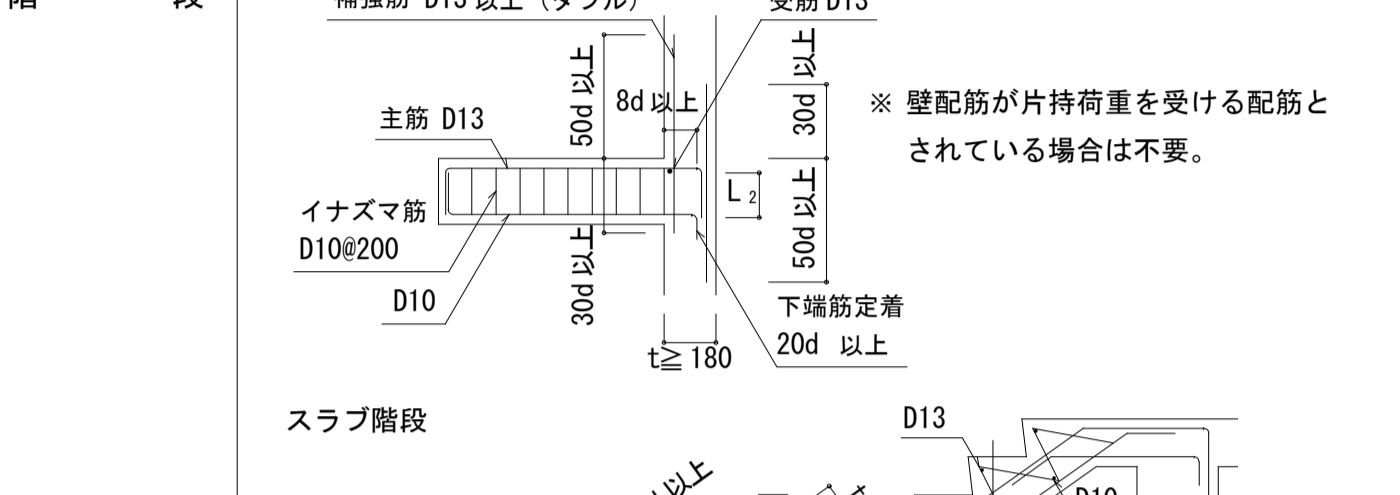 階 段
補強筋 D13 以上 (ダブル)
受筋 D13
50d 以上
8d 以上
30d 以上
※ 壁配筋が片持荷重を受ける配筋と
されている場合は不要。
主筋 D13
L2
イナズマ筋
D10@200
50d 以上
30d 以上
D10
下端筋定着
20d 以上
t≧180
スラブ階段
D13
以上
D10